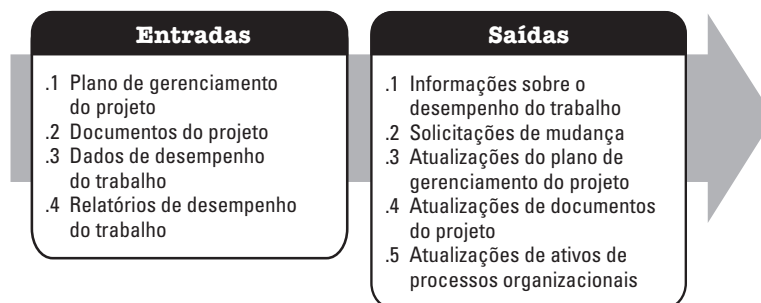 Entradas
.1 Plano de gerenciamento
do projeto
.2 Documentos do projeto
.3 Dados de desempenho
do trabalho
.4 Relatórios de desempenho
do trabalho
Saídas
.1 Informações sobre o
desempenho do trabalho
.2 Solicitações de mudança
.3 Atualizações do plano de
gerenciamento do projeto
.4 Atualizações de documentos
do projeto
.5 Atualizações de ativos de
processos organizacionais